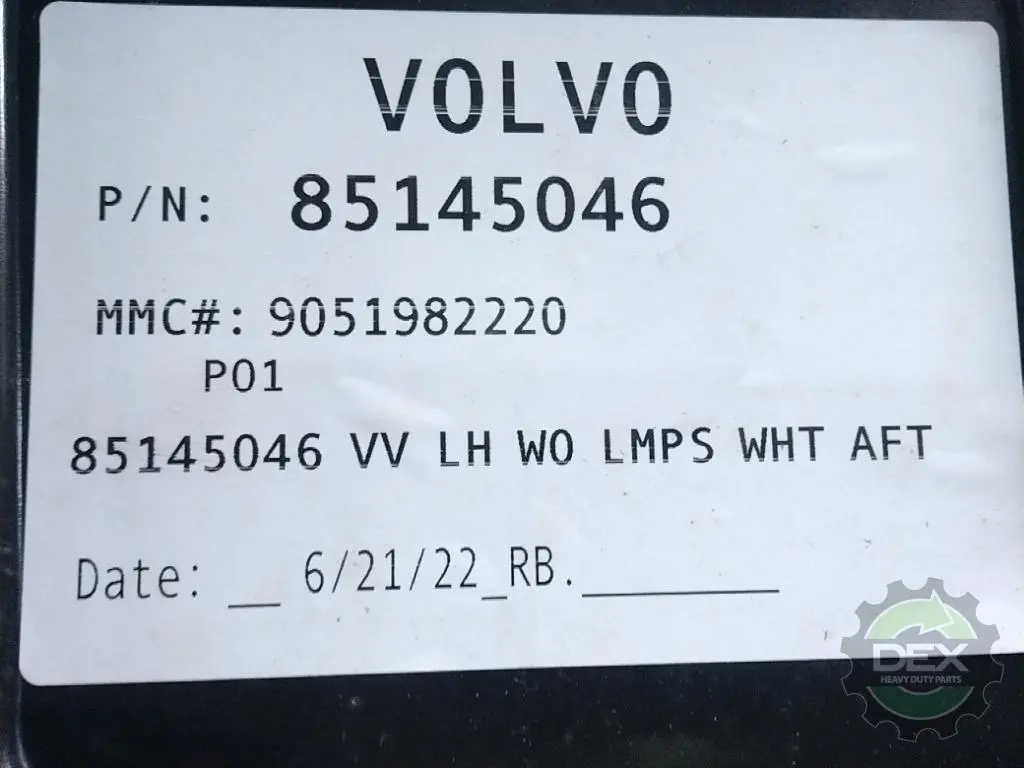 VOLVO
P/N: 85145046
MMC#: 9051982220
P01
85145046 VV LH WO LMPS WHT AFT
Date: __ 6/21/22_RB.________
DEX
HEAVY DUTY PARTS